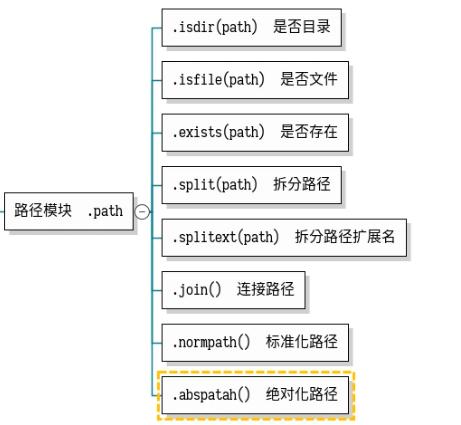 .isdir(path) 是否目录
.isfile(path) 是否文件
.exists(path) 是否存在
.split(path) 拆分路径
路径模块 .path
.splitext(path) 拆分路径扩展名
.join() 连接路径
.normpath() 标准化路径
.abspatah() 绝对化路径